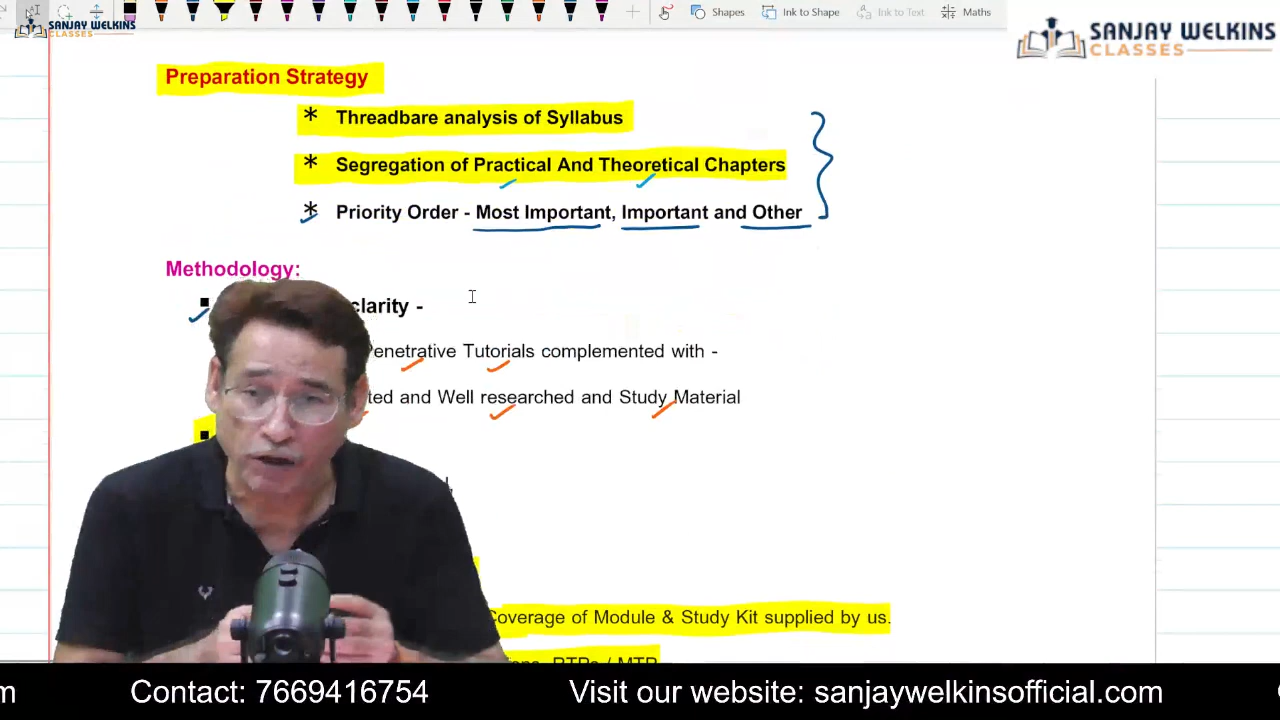 Shapes Ink to Shape Ink to Text Maths
SANJAY WELKINS
CLASSES
SANJAY WELKINS
CLASSES
Preparation Strategy
* Threadbare analysis of Syllabus
* Segregation of Practical And Theoretical Chapters
* Priority Order - Most Important, Important and Other
Methodology:
clarity -
Penetrative Tutorials complemented with -
and Well researched and Study Material
Coverage of Module & Study Kit supplied by us.
RTPs / MTP
Contact: 7669416754 Visit our website: sanjaywelkinsofficial.com